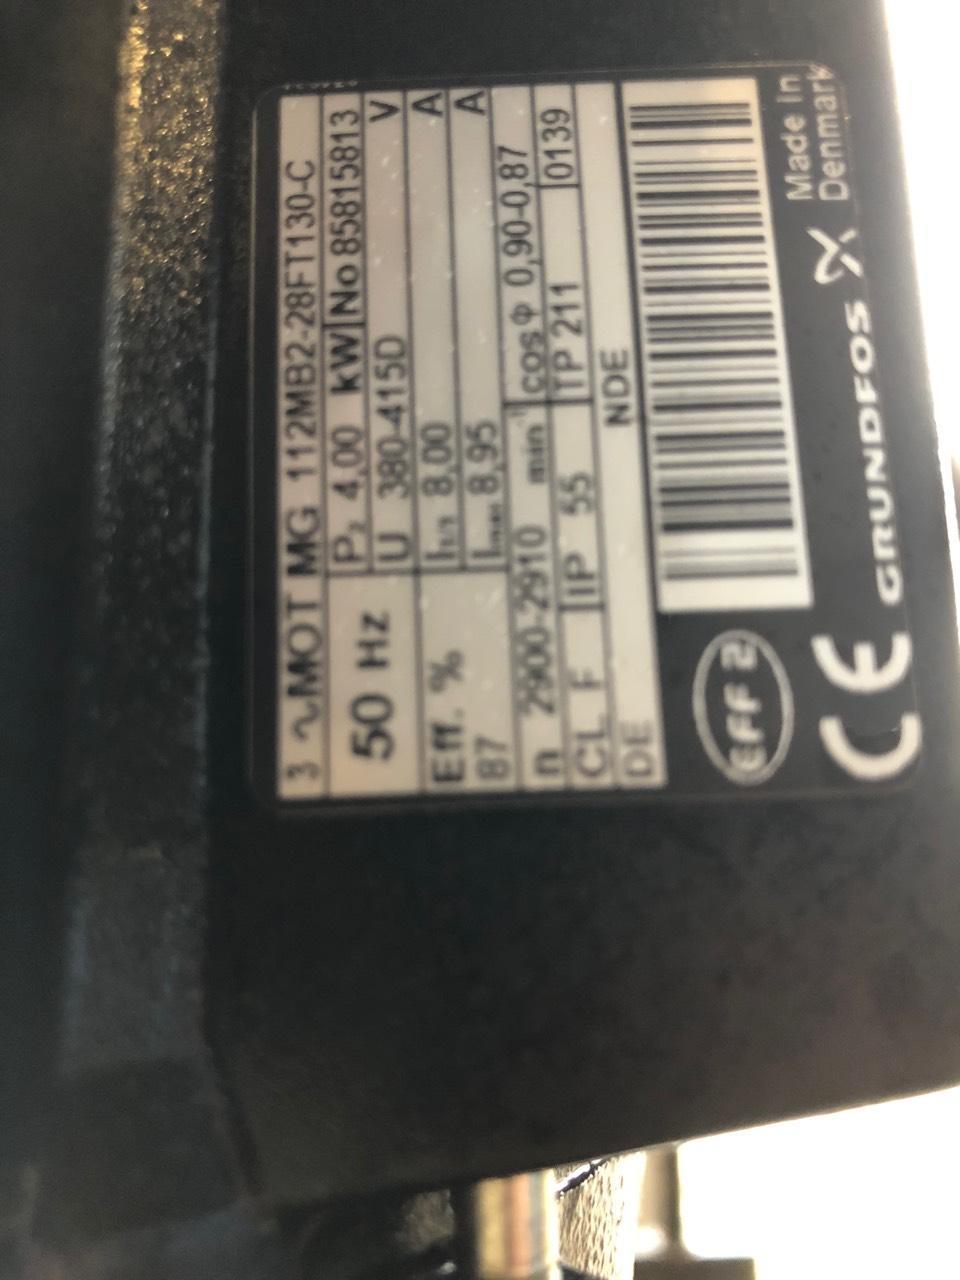 3 ~MOT MG 112MB2-28FT130-C
50 Hz
P₂ 4,00 kW No 85815813
U 380-415D V
Eff. % I₁/₁ 8,00 A
87 Imax 8,95 A
n 2900-2910 min⁻¹ cos φ 0,90-0,87
CL F IP 55 TP 211 0139
DE NDE
EFF 2
CE GRUNDFOS Made in
Denmark